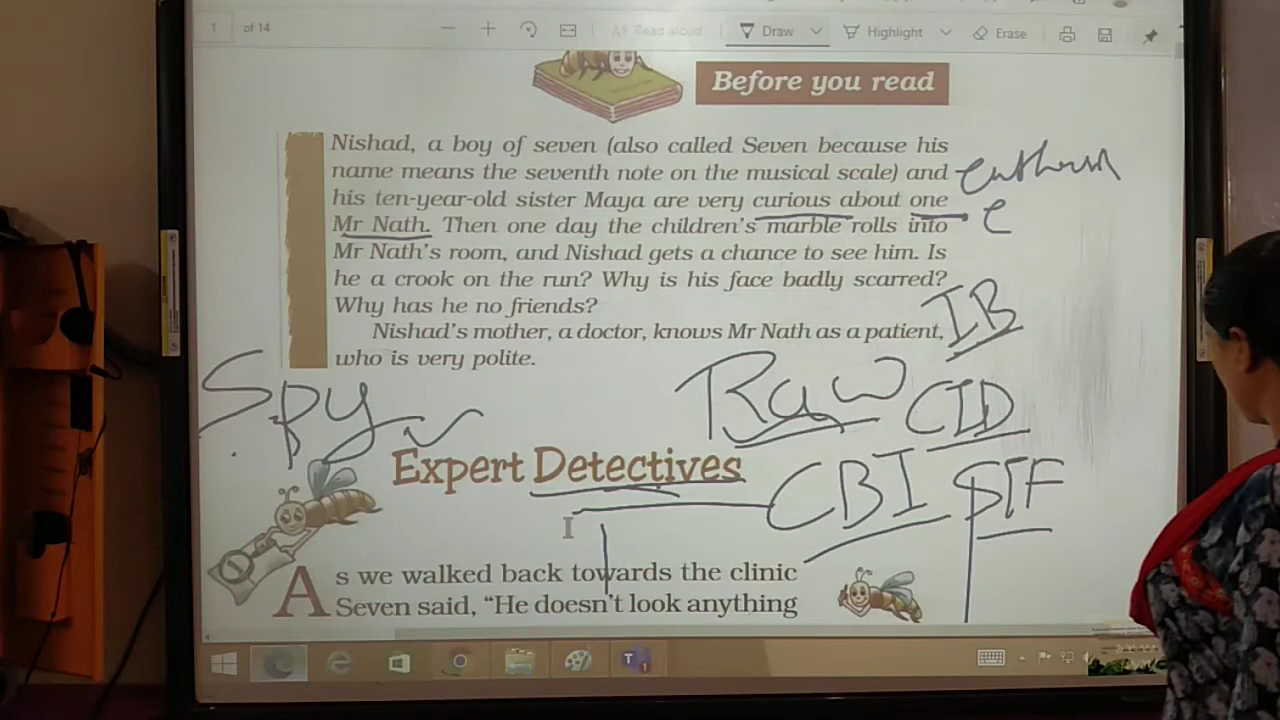 1 of 14 Draw Highlight Erase
Before you read
Nishad, a boy of seven (also called Seven because his
name means the seventh note on the musical scale) and
his ten-year-old sister Maya are very curious about one
Mr Nath. Then one day the children's marble rolls into
Mr Nath's room, and Nishad gets a chance to see him. Is
he a crook on the run? Why is his face badly scarred?
Why has he no friends?
Nishad's mother, a doctor, knows Mr Nath as a patient,
who is very polite.
IB
Spy
Raw CID
Expert Detectives
CBI STF
As we walked back towards the clinic
Seven said, "He doesn't look anything